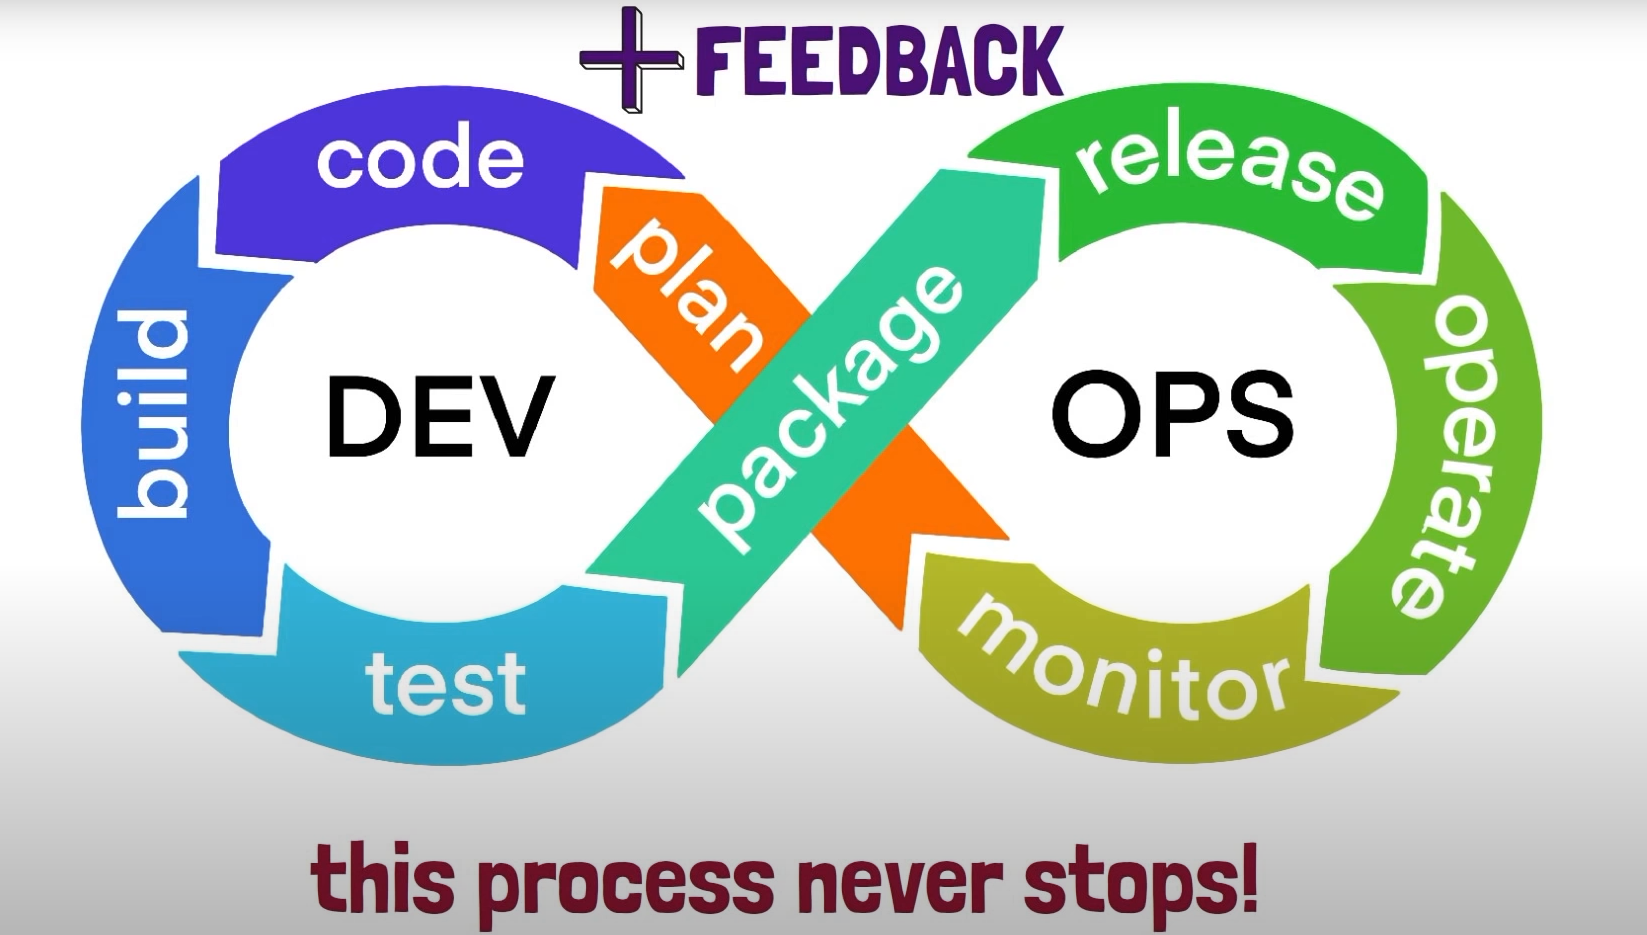 + FEEDBACK
code
release
plan
package
build
DEV
OPS
operate
test
monitor
this process never stops!